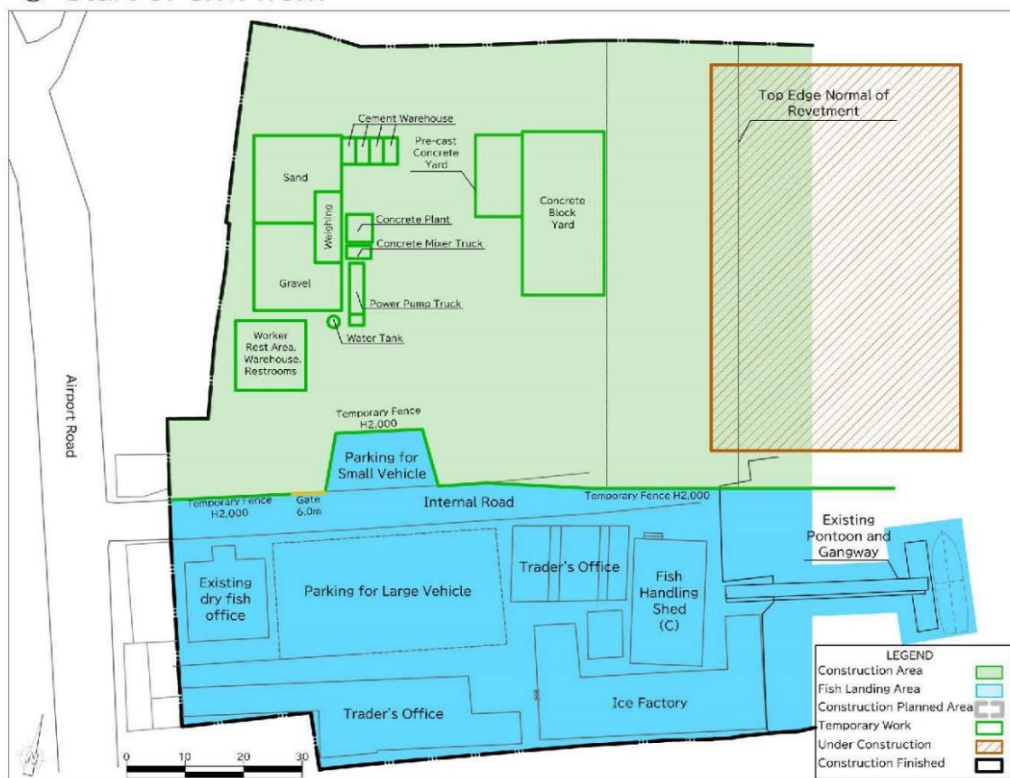 Top Edge Normal of
Revetment
Cement Warehouse
Pre-cast
Concrete
Yard
Sand
Weighing
Concrete Plant
Concrete
Block
Yard
Concrete Mixer Truck
Gravel
Power Pump Truck
Water Tank
Worker
Rest Area,
Warehouse,
Restrooms
Airport Road
Temporary Fence
H2,000
Parking for
Small Vehicle
Temporary Fence
H2,000
Gate
6.0m
Internal Road
Temporary Fence H2,000
Existing
Pontoon and
Gangway
Existing
dry fish
office
Parking for Large Vehicle
Trader's Office
Fish
Handling
Shed
(C)
Trader's Office
Ice Factory
LEGEND
Construction Area
Fish Landing Area
Construction Planned Area
Temporary Work
Under Construction
Construction Finished
0 10 20 30